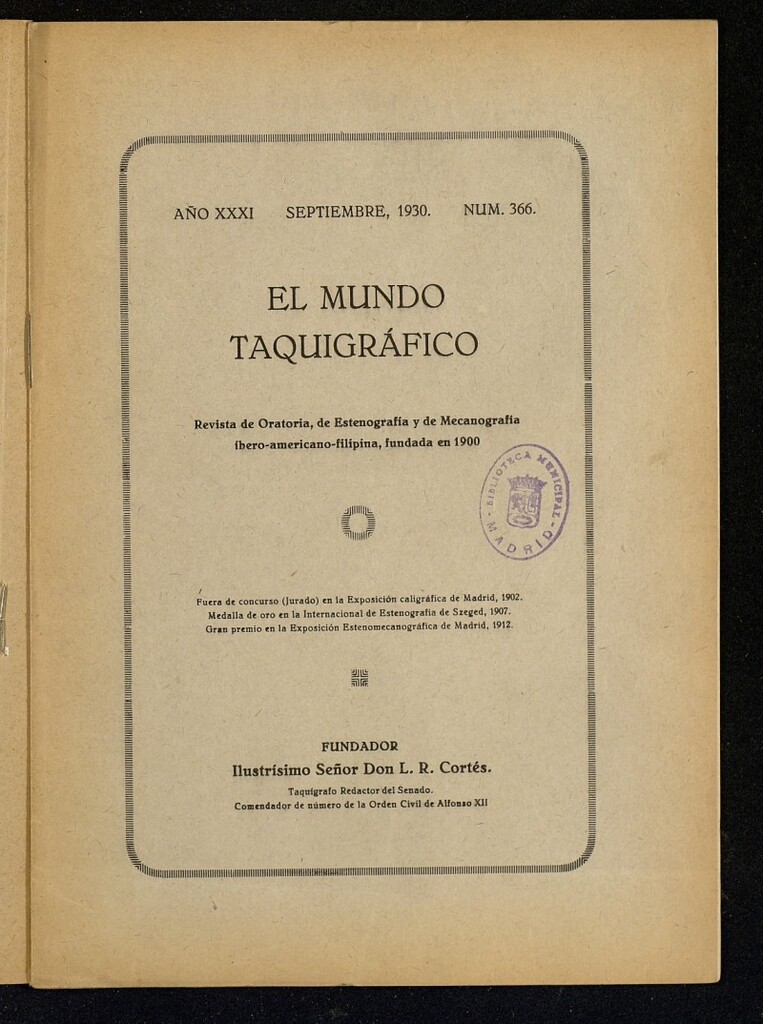 AÑO XXXI SEPTIEMBRE, 1930. NUM. 366.
EL MUNDO
TAQUIGRÁFICO
Revista de Oratoria, de Estenografía y de Mecanografía
íbero-americano-filipina, fundada en 1900
BIBLIOTECA MUNICIPAL
MADRID
Fuera de concurso (Jurado) en la Exposición caligráfica de Madrid, 1902.
Medalla de oro en la Internacional de Estenografía de Szeged, 1907.
Gran premio en la Exposición Estenomecanográfica de Madrid, 1912.
FUNDADOR
Ilustrísimo Señor Don L. R. Cortés.
Taquígrafo Redactor del Senado.
Comendador de número de la Orden Civil de Alfonso XII